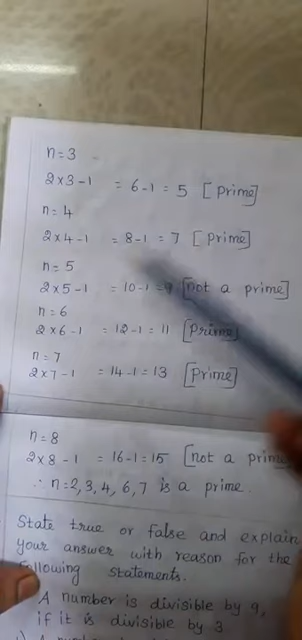 n=3
2×3-1 = 6-1 = 5 [Prime]
n=4
2×4-1 = 8-1 = 7 [Prime]
n=5
2×5-1 = 10-1 = 9 [not a prime]
n=6
2×6-1 = 12-1 = 11 [Prime]
n=7
2×7-1 = 14-1 = 13 [Prime]
n=8
2×8-1 = 16-1=15 [not a prime
∴ n=2,3,4,6,7 is a prime.
State true or false and explain
your answer with reason for the
following statements.
A number is divisible by 9,
if it is divisible by 3